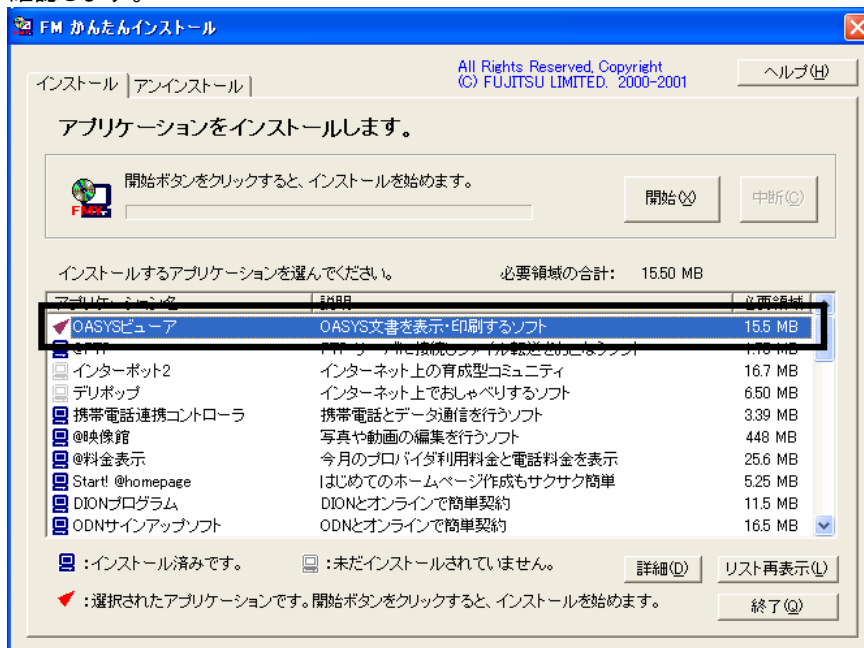 確認します。
FM かんたんインストール
インストール アンインストール
All Rights Reserved, Copyright
(C) FUJITSU LIMITED. 2000-2001
ヘルプ(H)
アプリケーションをインストールします。
FMV
開始ボタンをクリックすると、インストールを始めます。
開始(X) 中断(C)
インストールするアプリケーションを選んでください。 必要領域の合計: 15.50 MB
アプリケーション名 説明 必要領域
OASYSビューア OASYS文書を表示・印刷するソフト 15.5 MB
@FTP
インターポット2 インターネット上の育成型コミュニティ 16.7 MB
デリポップ インターネット上でおしゃべりするソフト 6.50 MB
携帯電話連携コントローラ 携帯電話とデータ通信を行うソフト 3.39 MB
@映像館 写真や動画の編集を行うソフト 448 MB
@料金表示 今月のプロバイダ利用料金と電話料金を表示 25.6 MB
Start! @homepage はじめてのホームページ作成もサクサク簡単 5.25 MB
DIONプログラム DIONとオンラインで簡単契約 11.5 MB
ODNサインアップソフト ODNとオンラインで簡単契約 16.5 MB
:インストール済みです。 :未だインストールされていません。
詳細(D) リスト再表示(L)
:選択されたアプリケーションです。開始ボタンをクリックすると、インストールを始めます。
終了(Q)